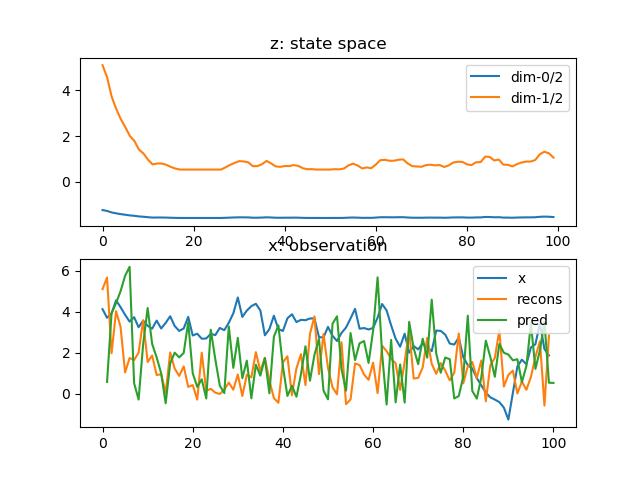 z: state space
dim-0/2
dim-1/2
4
2
0
0 20 40 60 80 100
x: observation
x
recons
pred
6
4
2
0
0 20 40 60 80 100